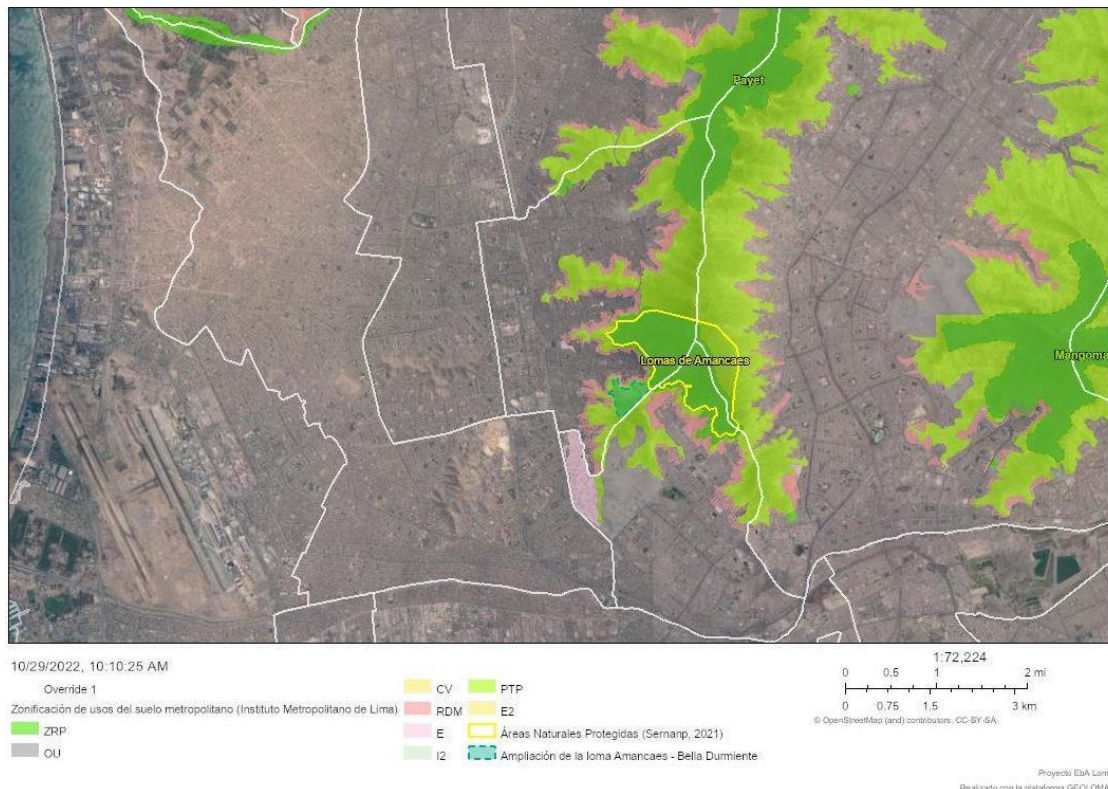 Payet
Lomas de Amancaes
Mangoma
10/29/2022, 10:10:25 AM
Override 1
Zonificación de usos del suelo metropolitano (Instituto Metropolitano de Lima)
ZRP
OU
CV
RDM
E
I2
PTP
E2
Áreas Naturales Protegidas (Sernanp, 2021)
Ampliación de la loma Amancaes - Bella Durmiente
1:72,224
0 0.5 1 2 mi
0 0.75 1.5 3 km
© OpenStreetMap (and) contributors, CC-BY-SA
Proyecto EbA Lom
Realizado con la plataforma GEOLOMA